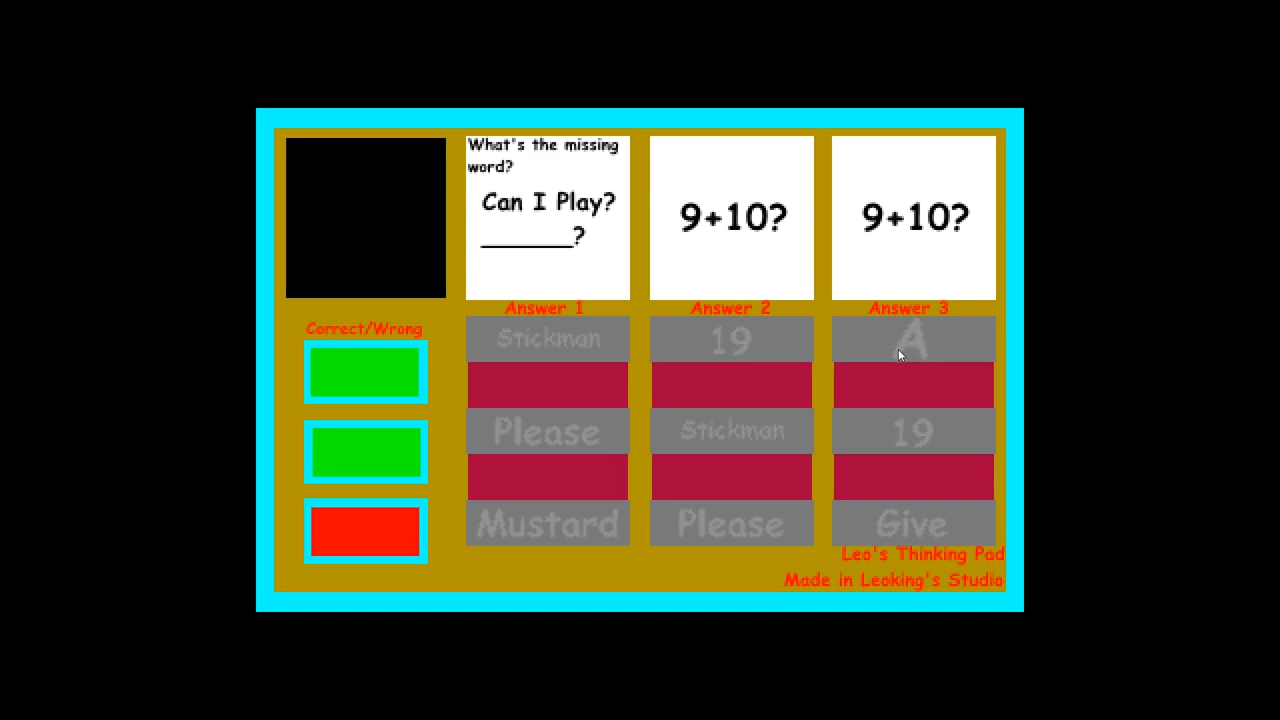 What's the missing
word?
Can I Play?
_______?
9+10?
9+10?
Answer 1
Answer 2
Answer 3
Correct/Wrong
Stickman
19
A
Please
Stickman
19
Mustard
Please
Give
Leo's Thinking Pad
Made in Leoking's Studio